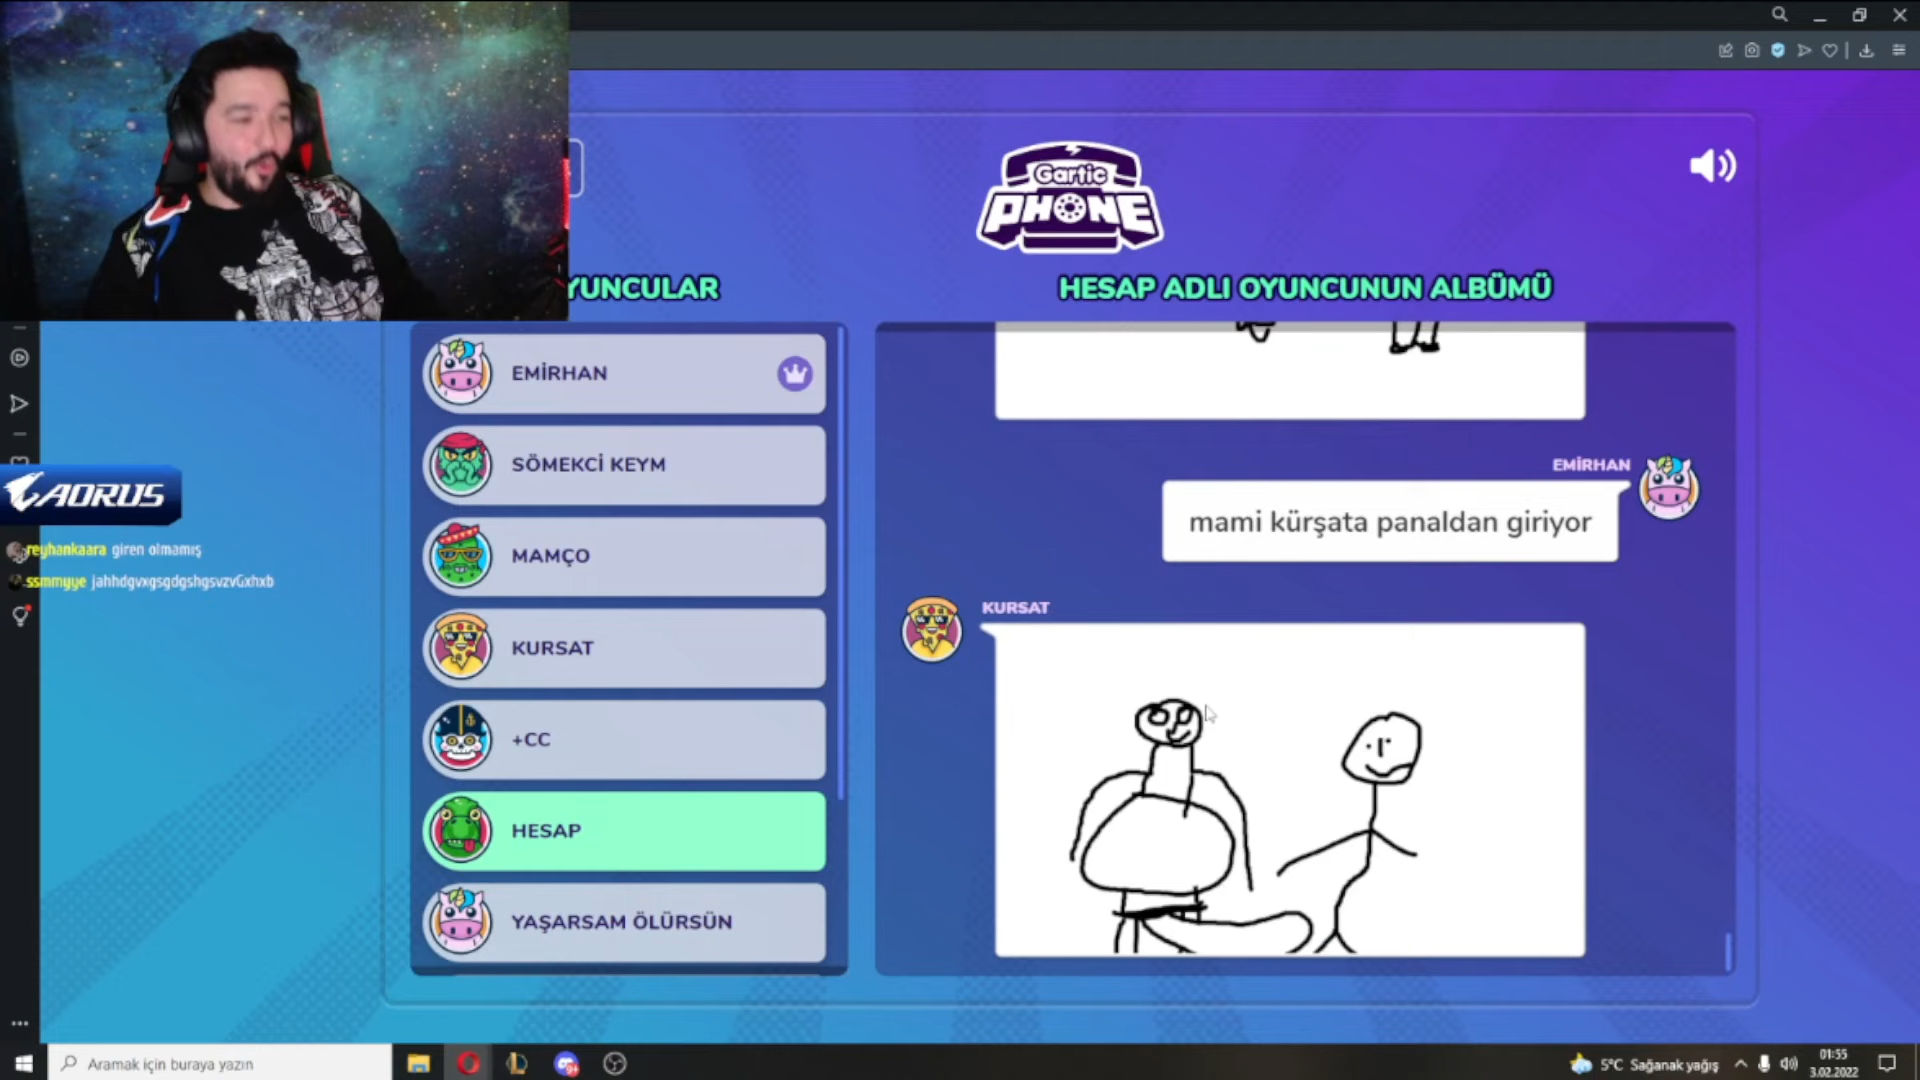 Gartic
PHONE
YUNCULAR
HESAP ADLI OYUNCUNUN ALBÜMÜ
EMİRHAN
SÖMEKCİ KEYM
MAMÇO
KURSAT
+CC
HESAP
YAŞARSAM ÖLÜRSÜN
EMİRHAN
mami kürşata panaldan giriyor
KURSAT
AORUS
reyhankaara giren olmamış
ssmmyye jahhdgvxgsgdgshgsvzvGxhxb
Aramak için buraya yazın
5°C Sağanak yağış
01:55
3.02.2022